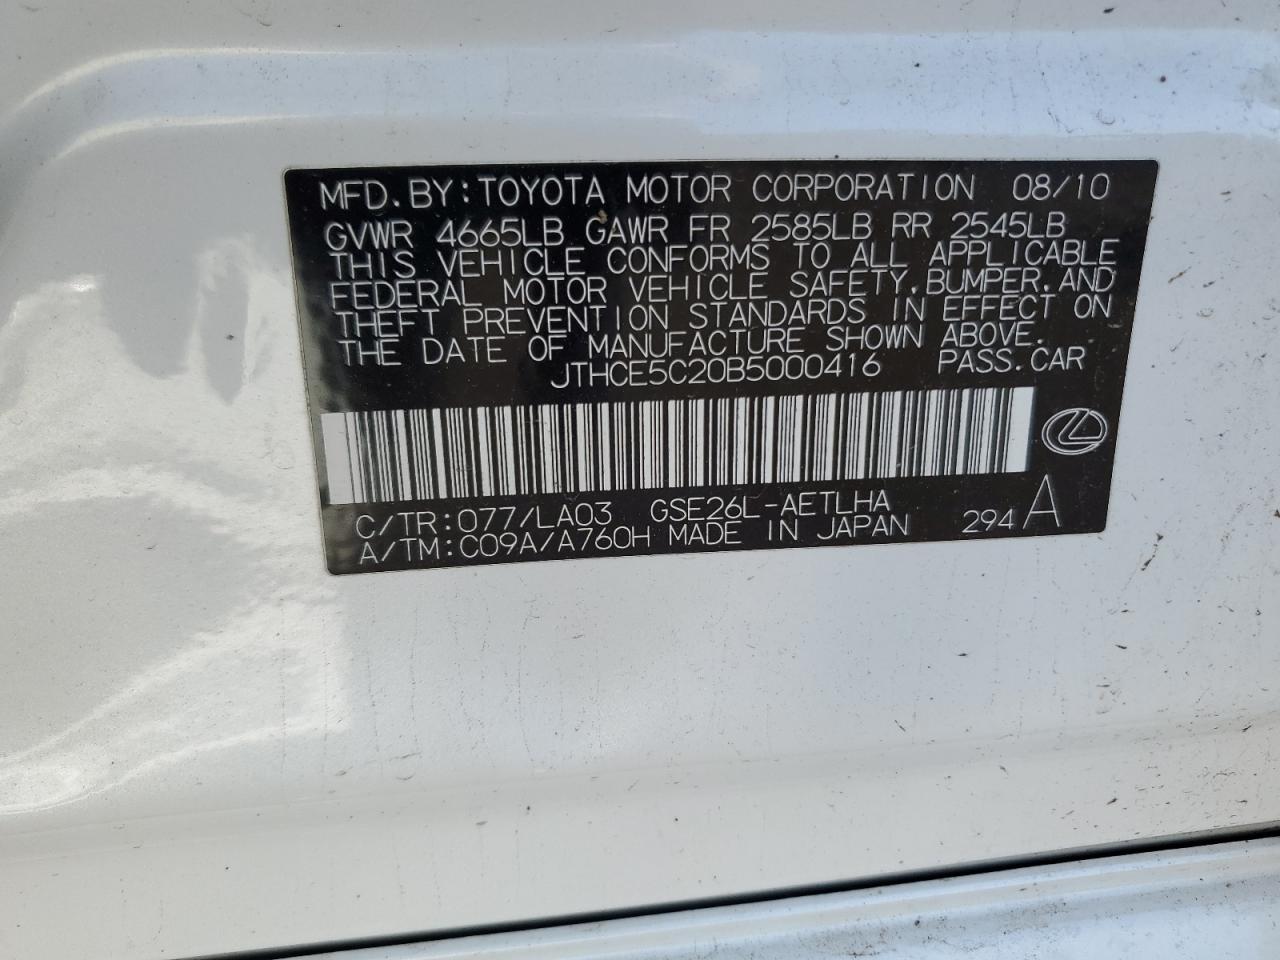 MFD. BY: TOYOTA MOTOR CORPORATION 08/10
GVWR 4665LB GAWR FR 2585LB RR 2545LB
THIS VEHICLE CONFORMS TO ALL APPLICABLE
FEDERAL MOTOR VEHICLE SAFETY, BUMPER, AND
THEFT PREVENTION STANDARDS IN EFFECT ON
THE DATE OF MANUFACTURE SHOWN ABOVE.
JTHCE5C20B5000416 PASS. CAR
C/TR: 077/LA03 GSE26L-AETLHA
A/TM: C09A/A760H MADE IN JAPAN 294 A